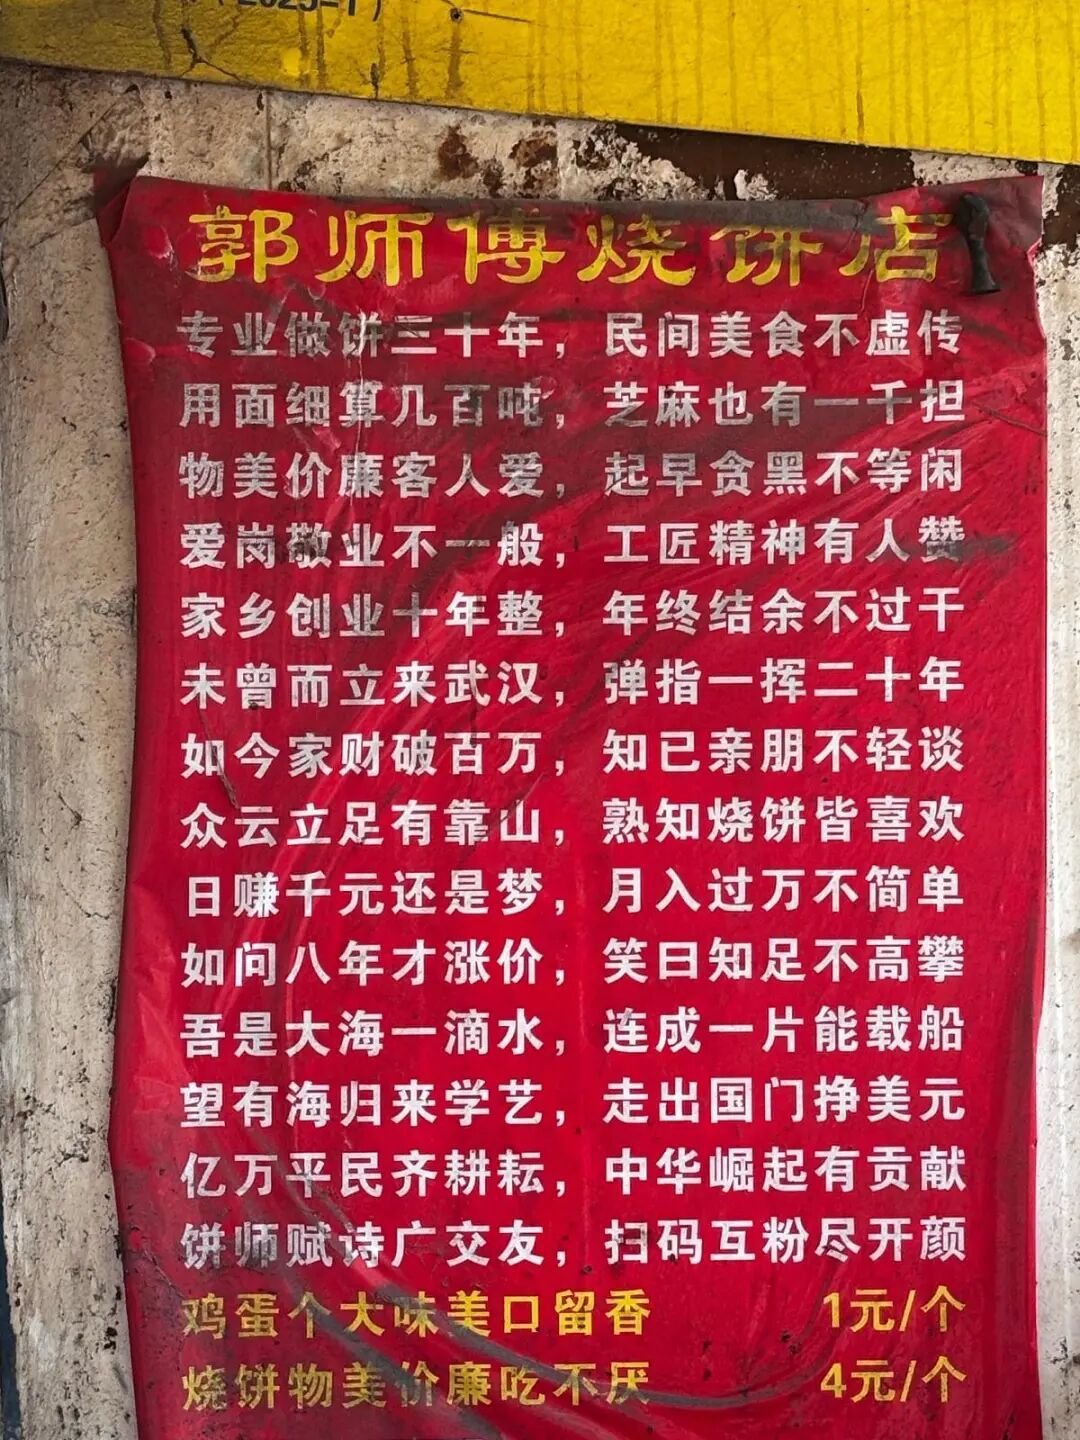 (2025-1)
郭师傅烧饼店
专业做饼三十年，民间美食不虚传
用面细算几百吨，芝麻也有一千担
物美价廉客人爱，起早贪黑不等闲
爱岗敬业不一般，工匠精神有人赞
家乡创业十年整，年终结余不过干
未曾而立来武汉，弹指一挥二十年
如今家财破百万，知已亲朋不轻谈
众云立足有靠山，熟知烧饼皆喜欢
日赚千元还是梦，月入过万不简单
如问八年才涨价，笑曰知足不高攀
吾是大海一滴水，连成一片能载船
望有海归来学艺，走出国门挣美元
亿万平民齐耕耘，中华崛起有贡献
饼师赋诗广交友，扫码互粉尽开颜
鸡蛋个大味美口留香 1元/个
烧饼物美价廉吃不厌 4元/个